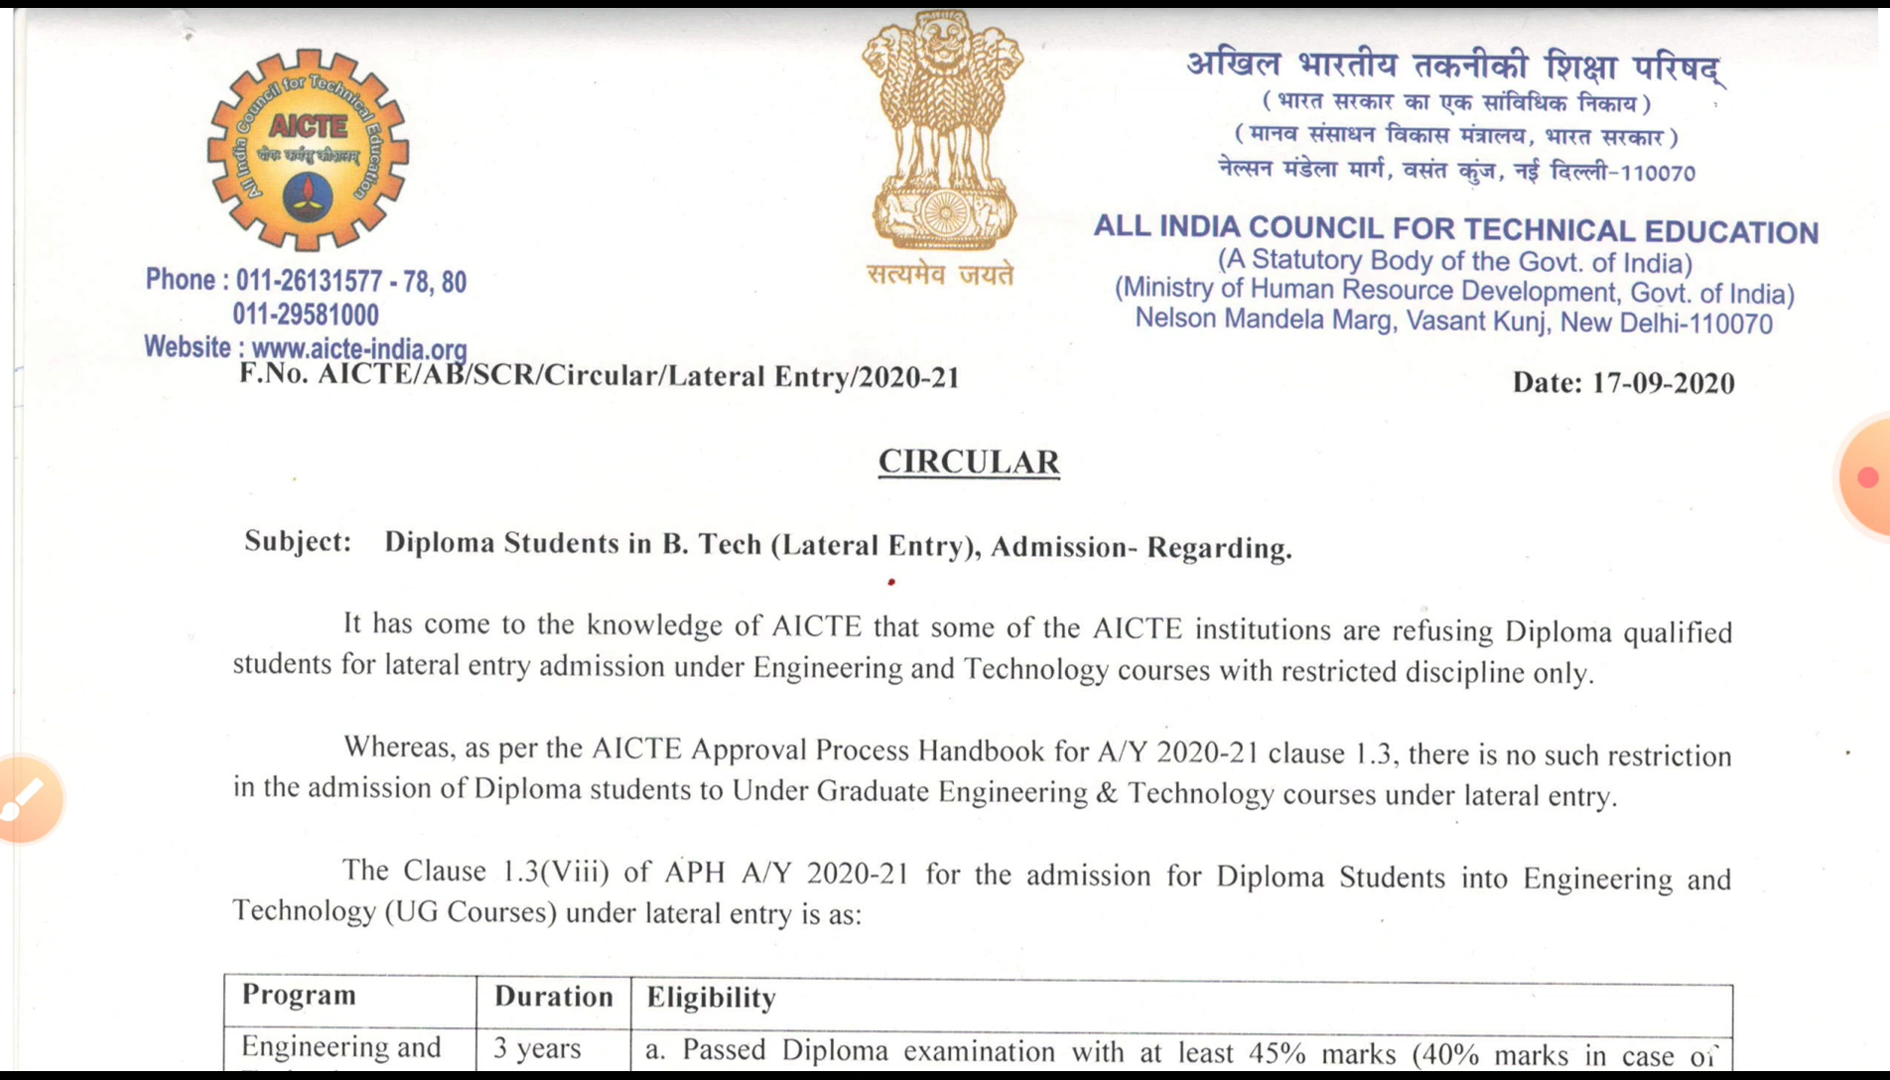 All India Council for Technical Education
AICTE
योगः कर्मसु कौशलम्
Phone : 011-26131577 - 78, 80
011-29581000
Website : www.aicte-india.org
सत्यमेव जयते
अखिल भारतीय तकनीकी शिक्षा परिषद्
( भारत सरकार का एक सांविधिक निकाय )
( मानव संसाधन विकास मंत्रालय, भारत सरकार )
नेल्सन मंडेला मार्ग, वसंत कुंज, नई दिल्ली-110070
ALL INDIA COUNCIL FOR TECHNICAL EDUCATION
(A Statutory Body of the Govt. of India)
(Ministry of Human Resource Development, Govt. of India)
Nelson Mandela Marg, Vasant Kunj, New Delhi-110070
F.No. AICTE/AB/SCR/Circular/Lateral Entry/2020-21
Date: 17-09-2020
CIRCULAR
Subject: Diploma Students in B. Tech (Lateral Entry), Admission- Regarding.
It has come to the knowledge of AICTE that some of the AICTE institutions are refusing Diploma qualified
students for lateral entry admission under Engineering and Technology courses with restricted discipline only.
Whereas, as per the AICTE Approval Process Handbook for A/Y 2020-21 clause 1.3, there is no such restriction
in the admission of Diploma students to Under Graduate Engineering & Technology courses under lateral entry.
The Clause 1.3(Viii) of APH A/Y 2020-21 for the admission for Diploma Students into Engineering and
Technology (UG Courses) under lateral entry is as:
Program Duration Eligibility
Engineering and 3 years a. Passed Diploma examination with at least 45% marks (40% marks in case of